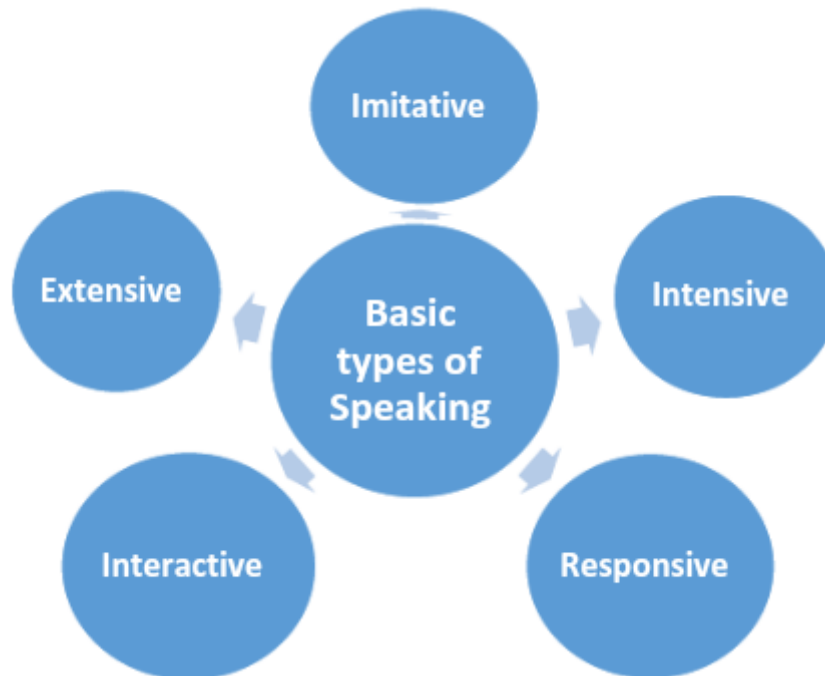 Imitative
Extensive
Intensive
Basic
types of
Speaking
Interactive
Responsive